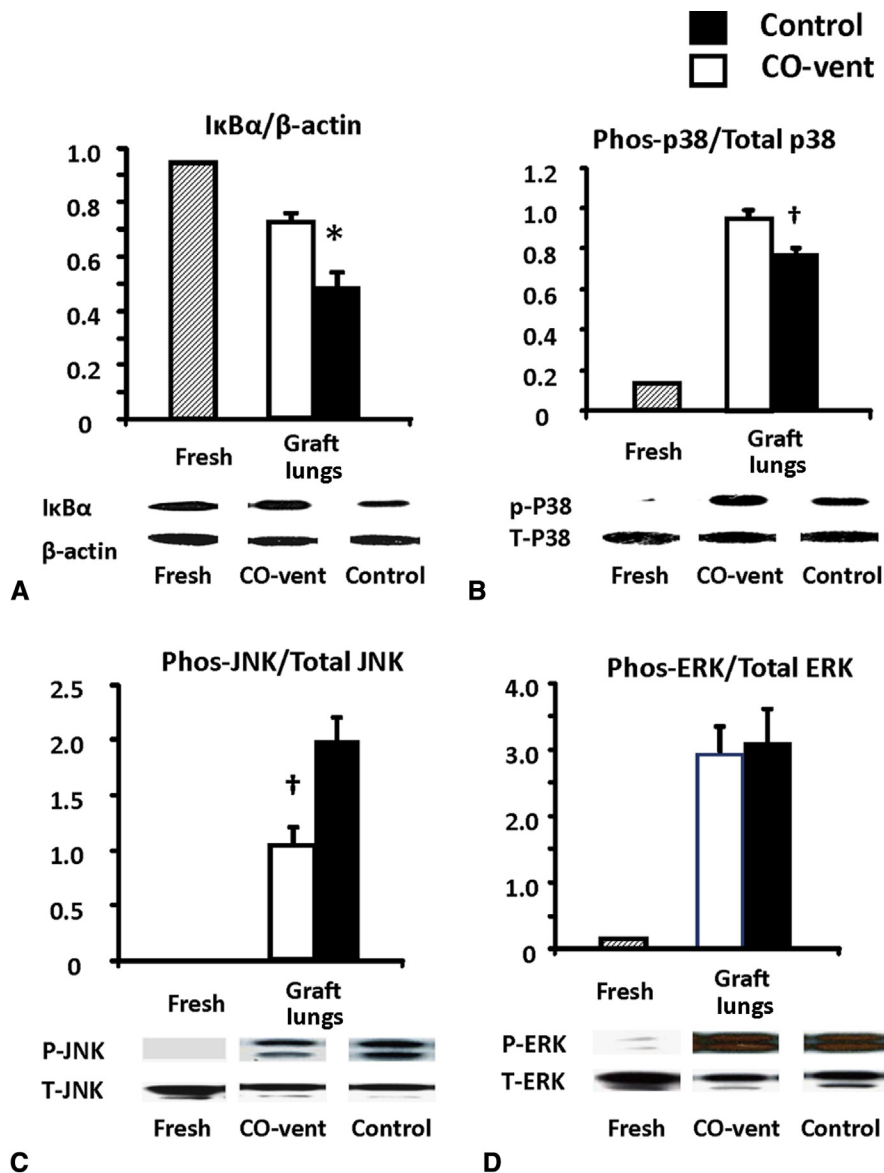 Control
CO-vent
IκBα/β-actin
1.0
0.8
0.6
0.4
0.2
0
*
Fresh
Graft
lungs
IκBα
β-actin
Fresh CO-vent Control
A
Phos-p38/Total p38
1.2
1.0
0.8
0.6
0.4
0.2
0
†
Fresh
Graft
lungs
p-P38
T-P38
Fresh CO-vent Control
B
Phos-JNK/Total JNK
2.5
2.0
1.5
1.0
0.5
0
†
Fresh
Graft
lungs
P-JNK
T-JNK
Fresh CO-vent Control
C
Phos-ERK/Total ERK
4.0
3.0
2.0
1.0
0
Fresh
Graft
lungs
P-ERK
T-ERK
Fresh CO-vent Control
D